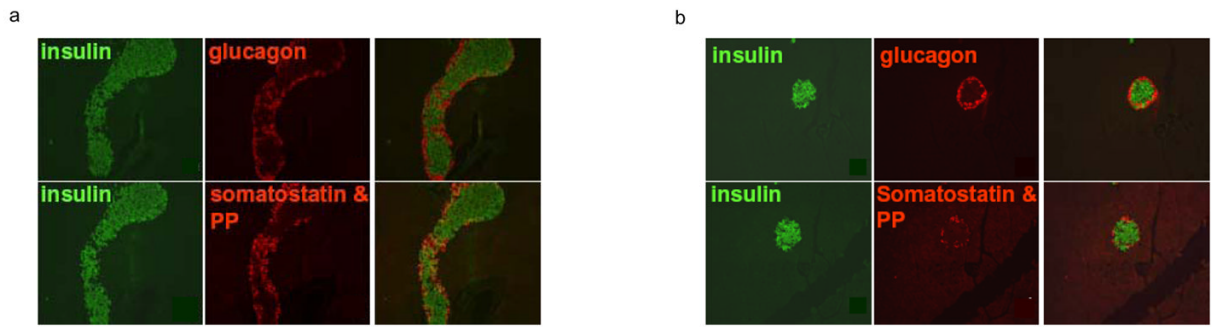 a
b
insulin
glucagon
insulin
glucagon
insulin
somatostatin &
PP
insulin
Somatostatin &
PP